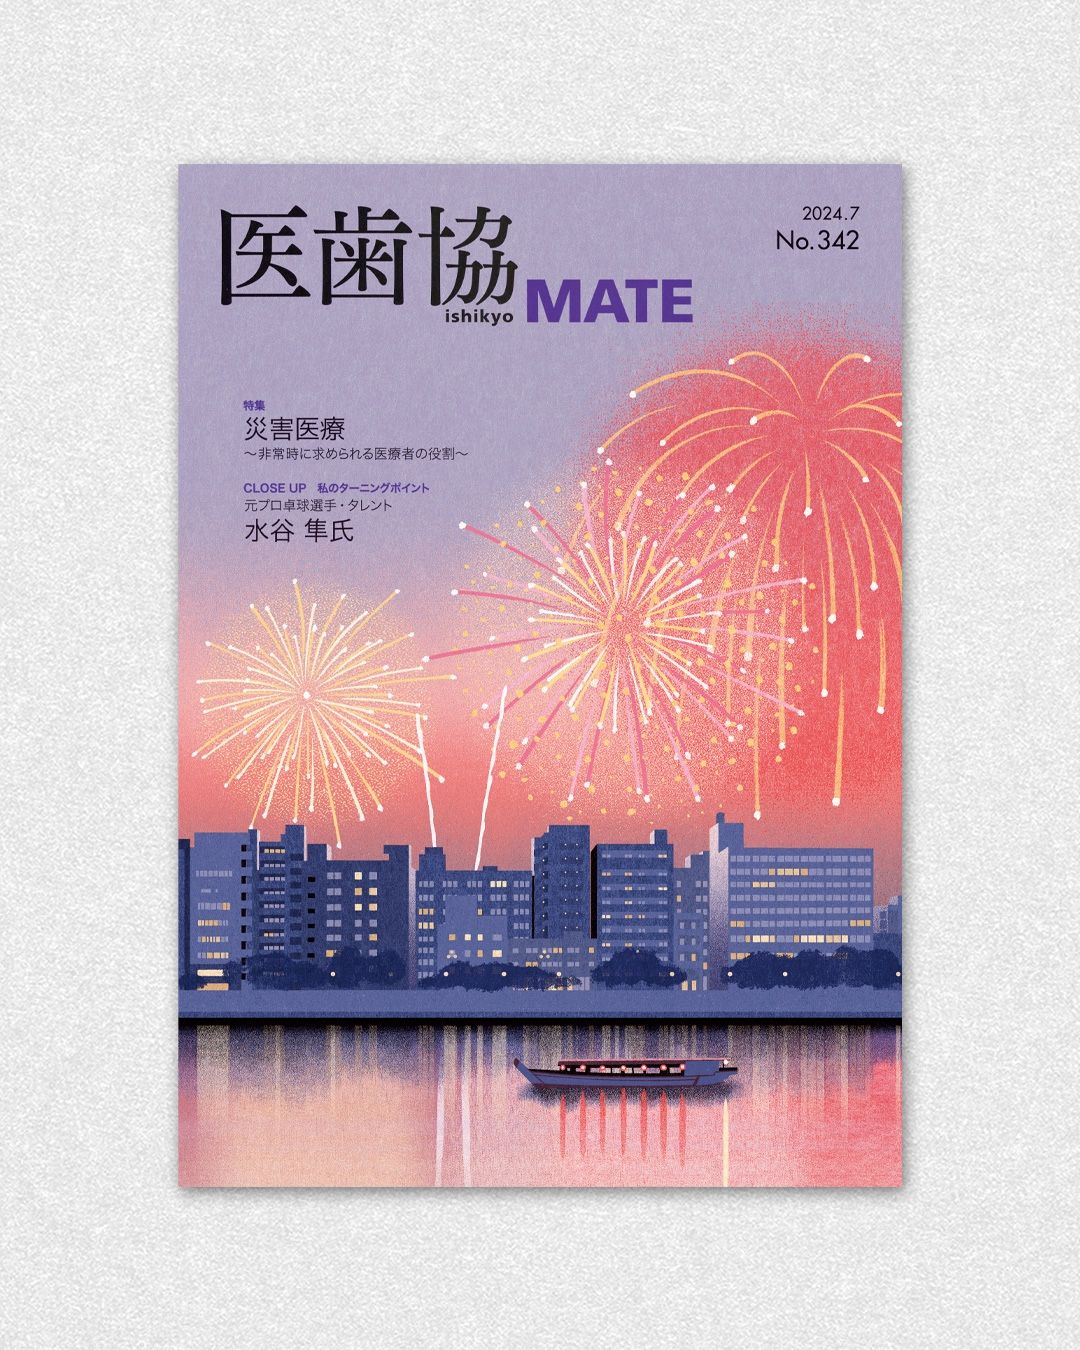 医歯協
ishikyo MATE
2024.7
No.342
特集
災害医療
〜非常時に求められる医療者の役割〜
CLOSE UP 私のターニングポイント
元プロ卓球選手・タレント
水谷 隼氏